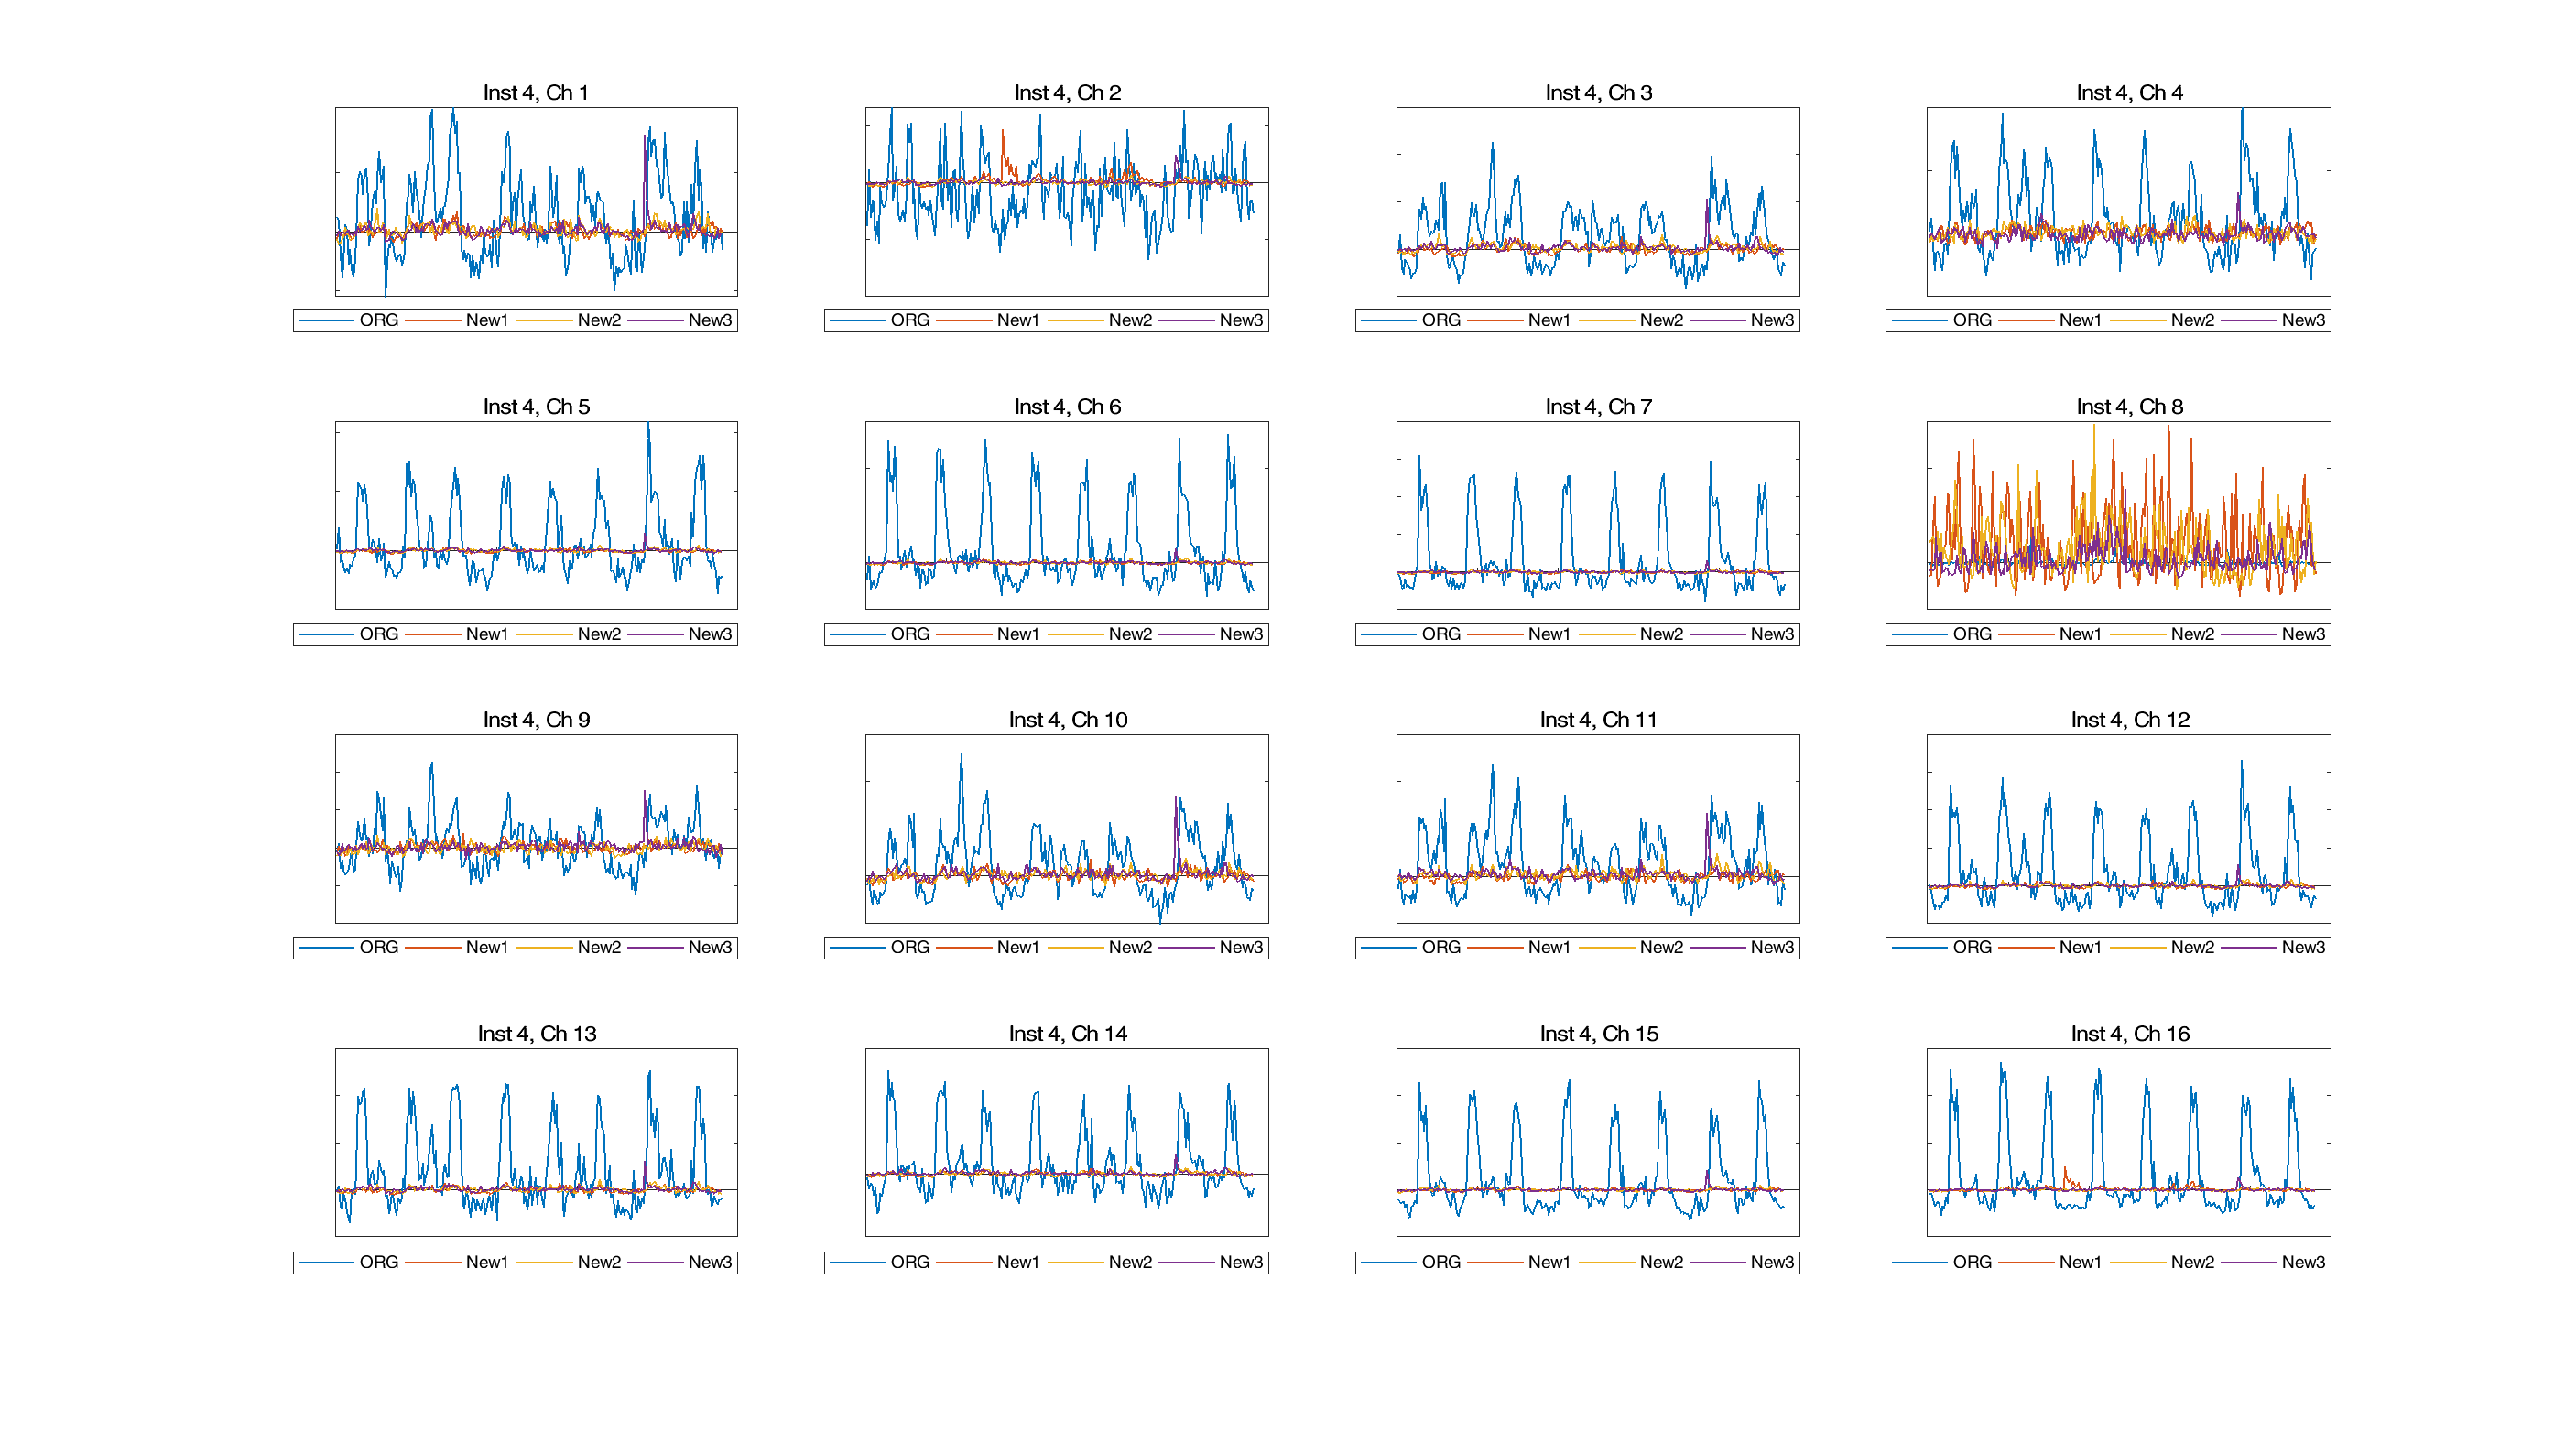 Inst 4, Ch 1
Inst 4, Ch 2
Inst 4, Ch 3
Inst 4, Ch 4
ORG New1 New2 New3
ORG New1 New2 New3
ORG New1 New2 New3
ORG New1 New2 New3
Inst 4, Ch 5
Inst 4, Ch 6
Inst 4, Ch 7
Inst 4, Ch 8
ORG New1 New2 New3
ORG New1 New2 New3
ORG New1 New2 New3
ORG New1 New2 New3
Inst 4, Ch 9
Inst 4, Ch 10
Inst 4, Ch 11
Inst 4, Ch 12
ORG New1 New2 New3
ORG New1 New2 New3
ORG New1 New2 New3
ORG New1 New2 New3
Inst 4, Ch 13
Inst 4, Ch 14
Inst 4, Ch 15
Inst 4, Ch 16
ORG New1 New2 New3
ORG New1 New2 New3
ORG New1 New2 New3
ORG New1 New2 New3